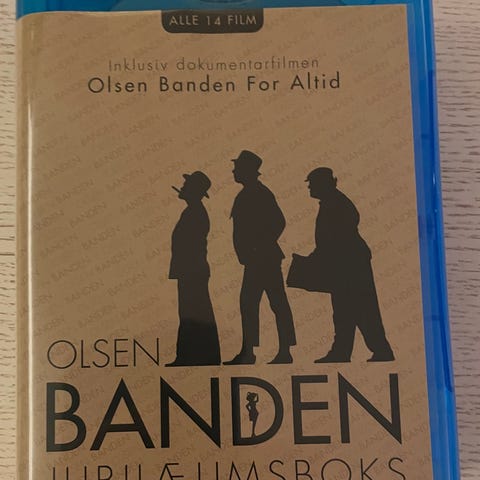 ALLE 14 FILM
Inklusiv dokumentarfilmen
Olsen Banden For Altid
OLSEN
BANDEN
JUBILÆUMSBOKS